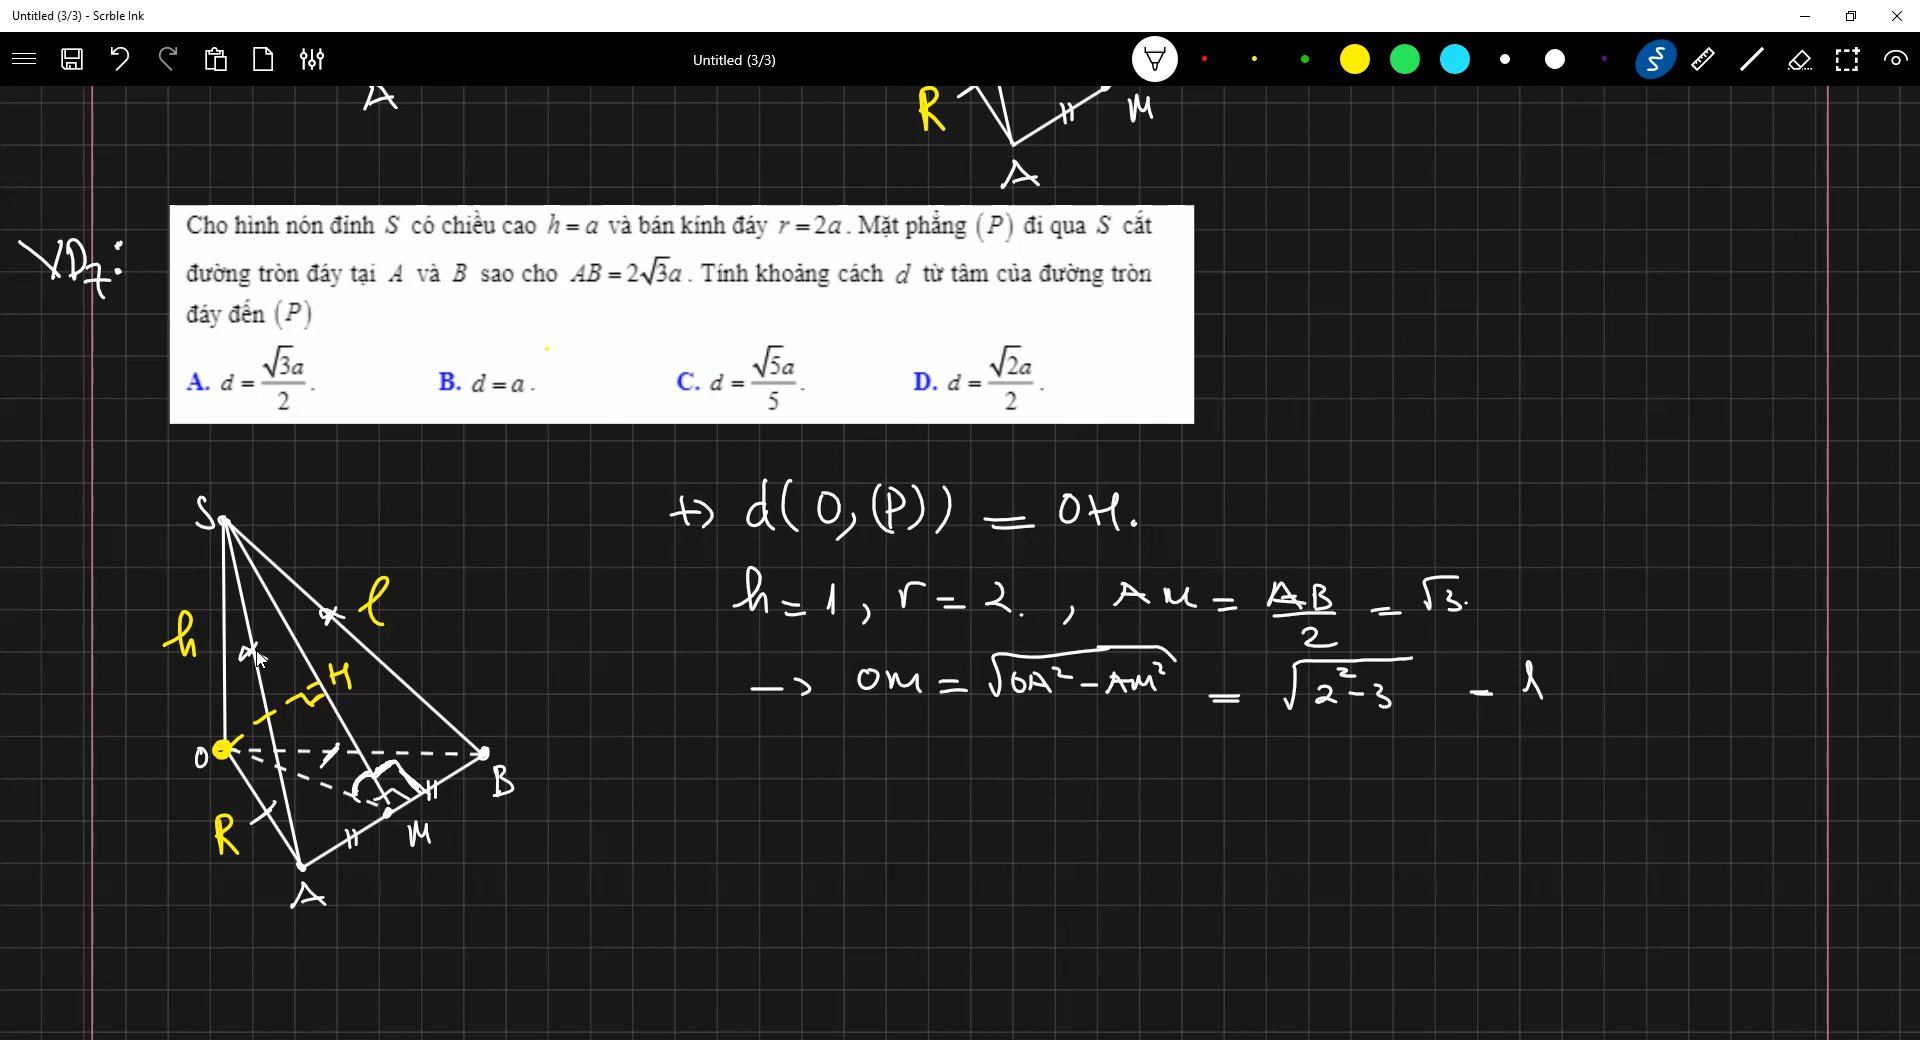 Untitled (3/3) - Scrble Ink
Untitled (3/3)
A
R
M
A
VD7:
Cho hình nón đỉnh S có chiều cao h = a và bán kính đáy r = 2a. Mặt phẳng (P) đi qua S cắt
đường tròn đáy tại A và B sao cho AB = 2√3a. Tính khoảng cách d từ tâm của đường tròn
đáy đến (P)
A. d = √3a/2. B. d = a. C. d = √5a/5. D. d = √2a/2.
S
h
l
H
O
B
R
M
A
+> d(O, (P)) = OH.
h = 1, r = 2., AM = AB/2 = √3.
-> OM = √(OA² - AM²) = √(2² - 3) = 1